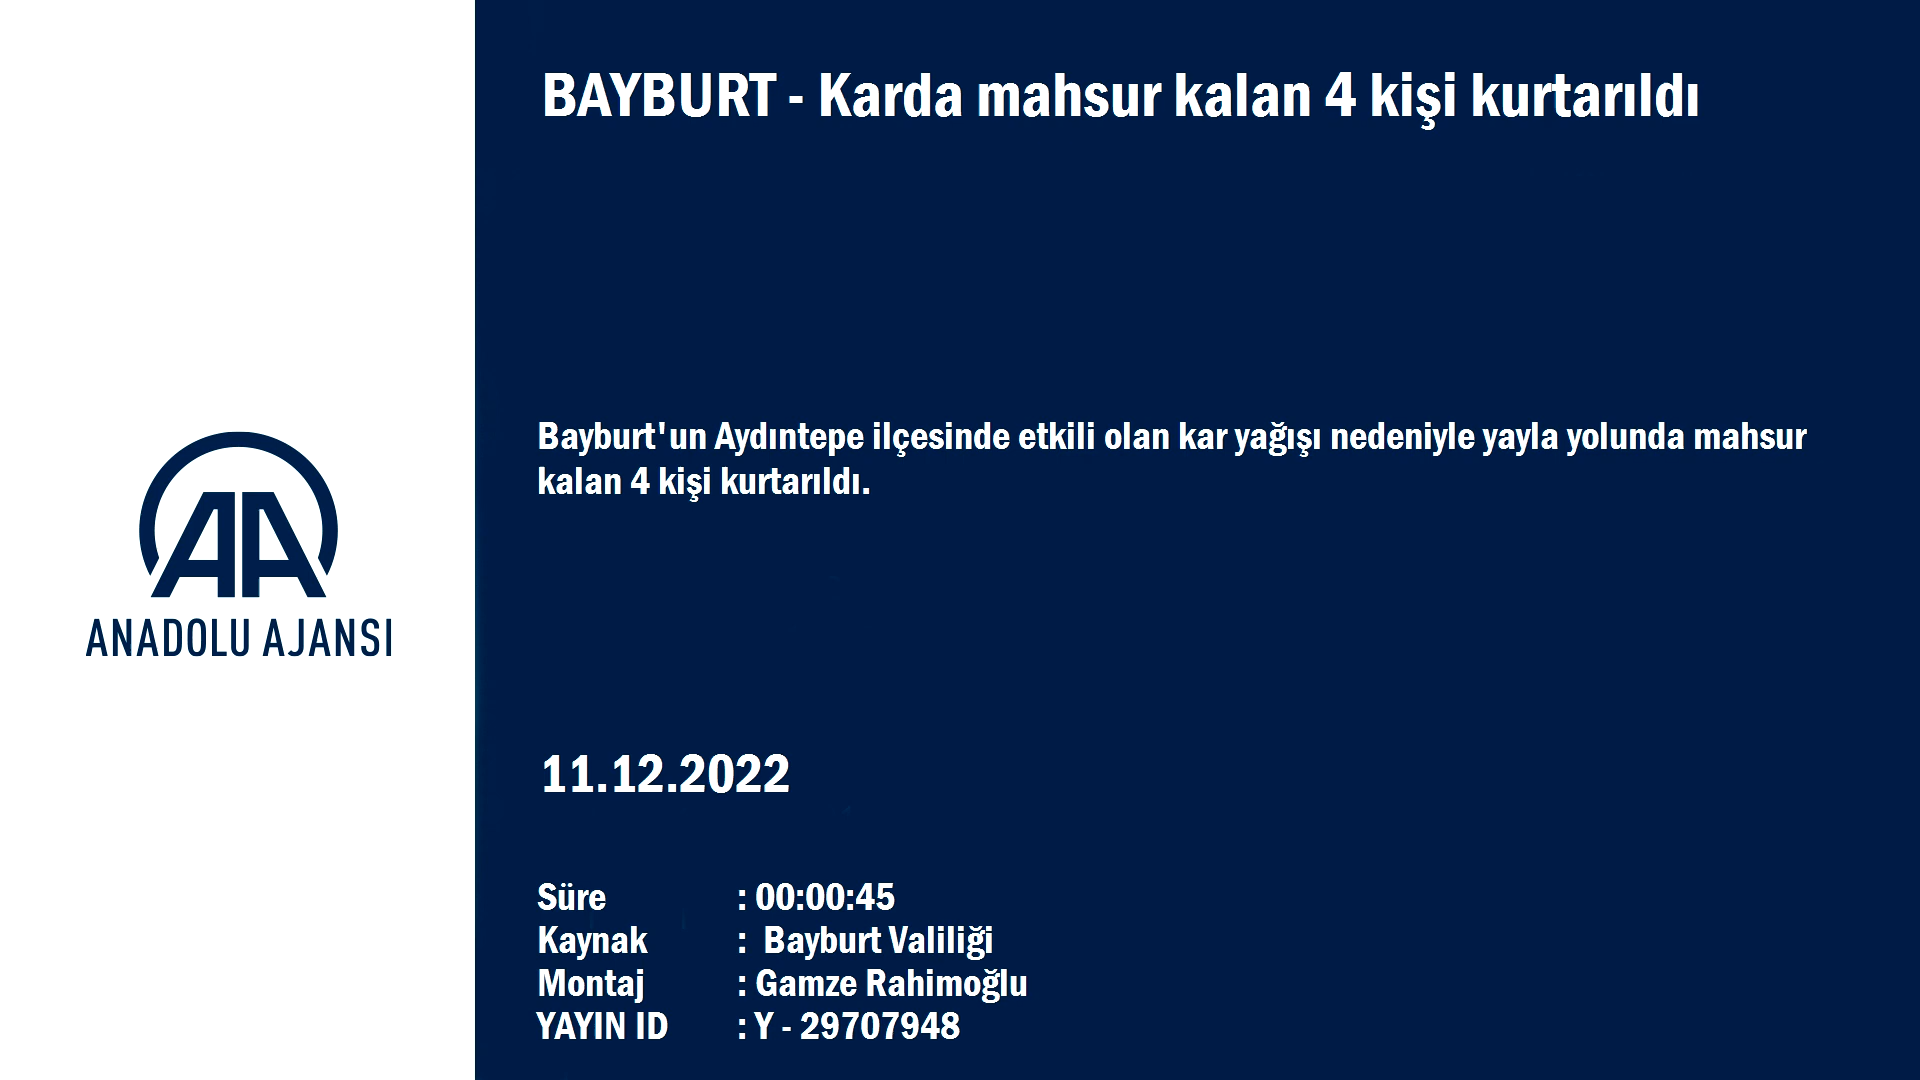 BAYBURT - Karda mahsur kalan 4 kişi kurtarıldı
Bayburt'un Aydıntepe ilçesinde etkili olan kar yağışı nedeniyle yayla yolunda mahsur
kalan 4 kişi kurtarıldı.
AA
ANADOLU AJANSI
11.12.2022
Süre : 00:00:45
Kaynak : Bayburt Valiliği
Montaj : Gamze Rahimoğlu
YAYIN ID : Y - 29707948